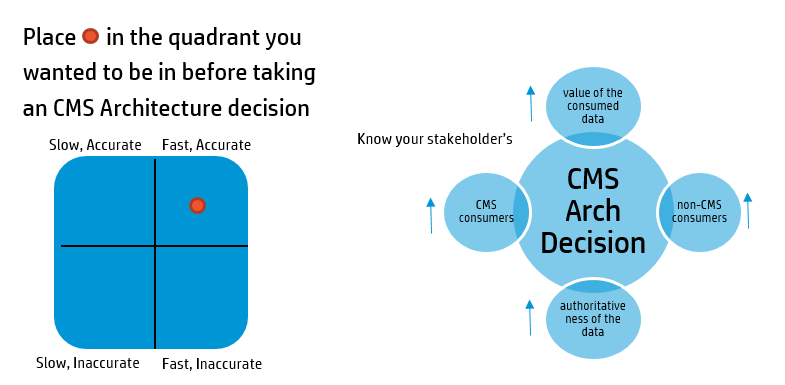 Place in the quadrant you
wanted to be in before taking
an CMS Architecture decision
Slow, Accurate
Fast, Accurate
Slow, Inaccurate
Fast, Inaccurate
Know your stakeholder's
value of the
consumed
data
CMS
consumers
CMS
Arch
Decision
non-CMS
consumers
authoritative
ness of the
data